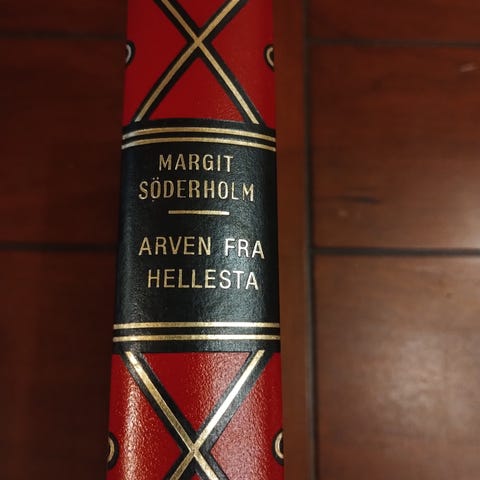 MARGIT
SÖDERHOLM
ARVEN FRA
HELLESTA